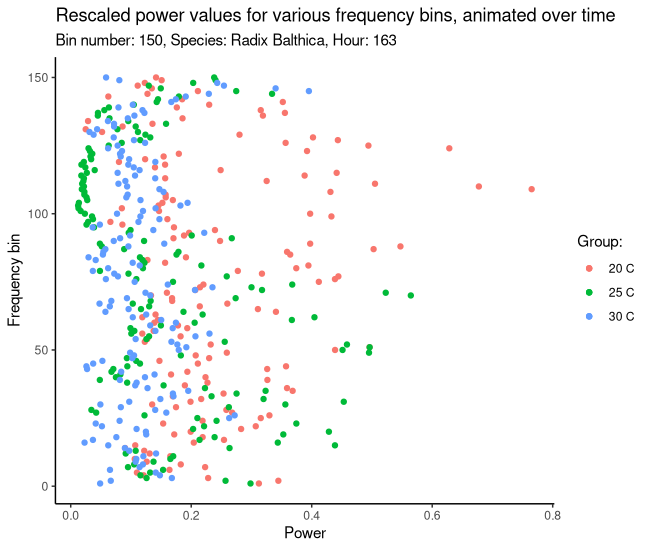 Rescaled power values for various frequency bins, animated over time
Bin number: 150, Species: Radix Balthica, Hour: 163
150
100
50
0
Frequency bin
0.0 0.2 0.4 0.6 0.8
Power
Group:
20 C
25 C
30 C